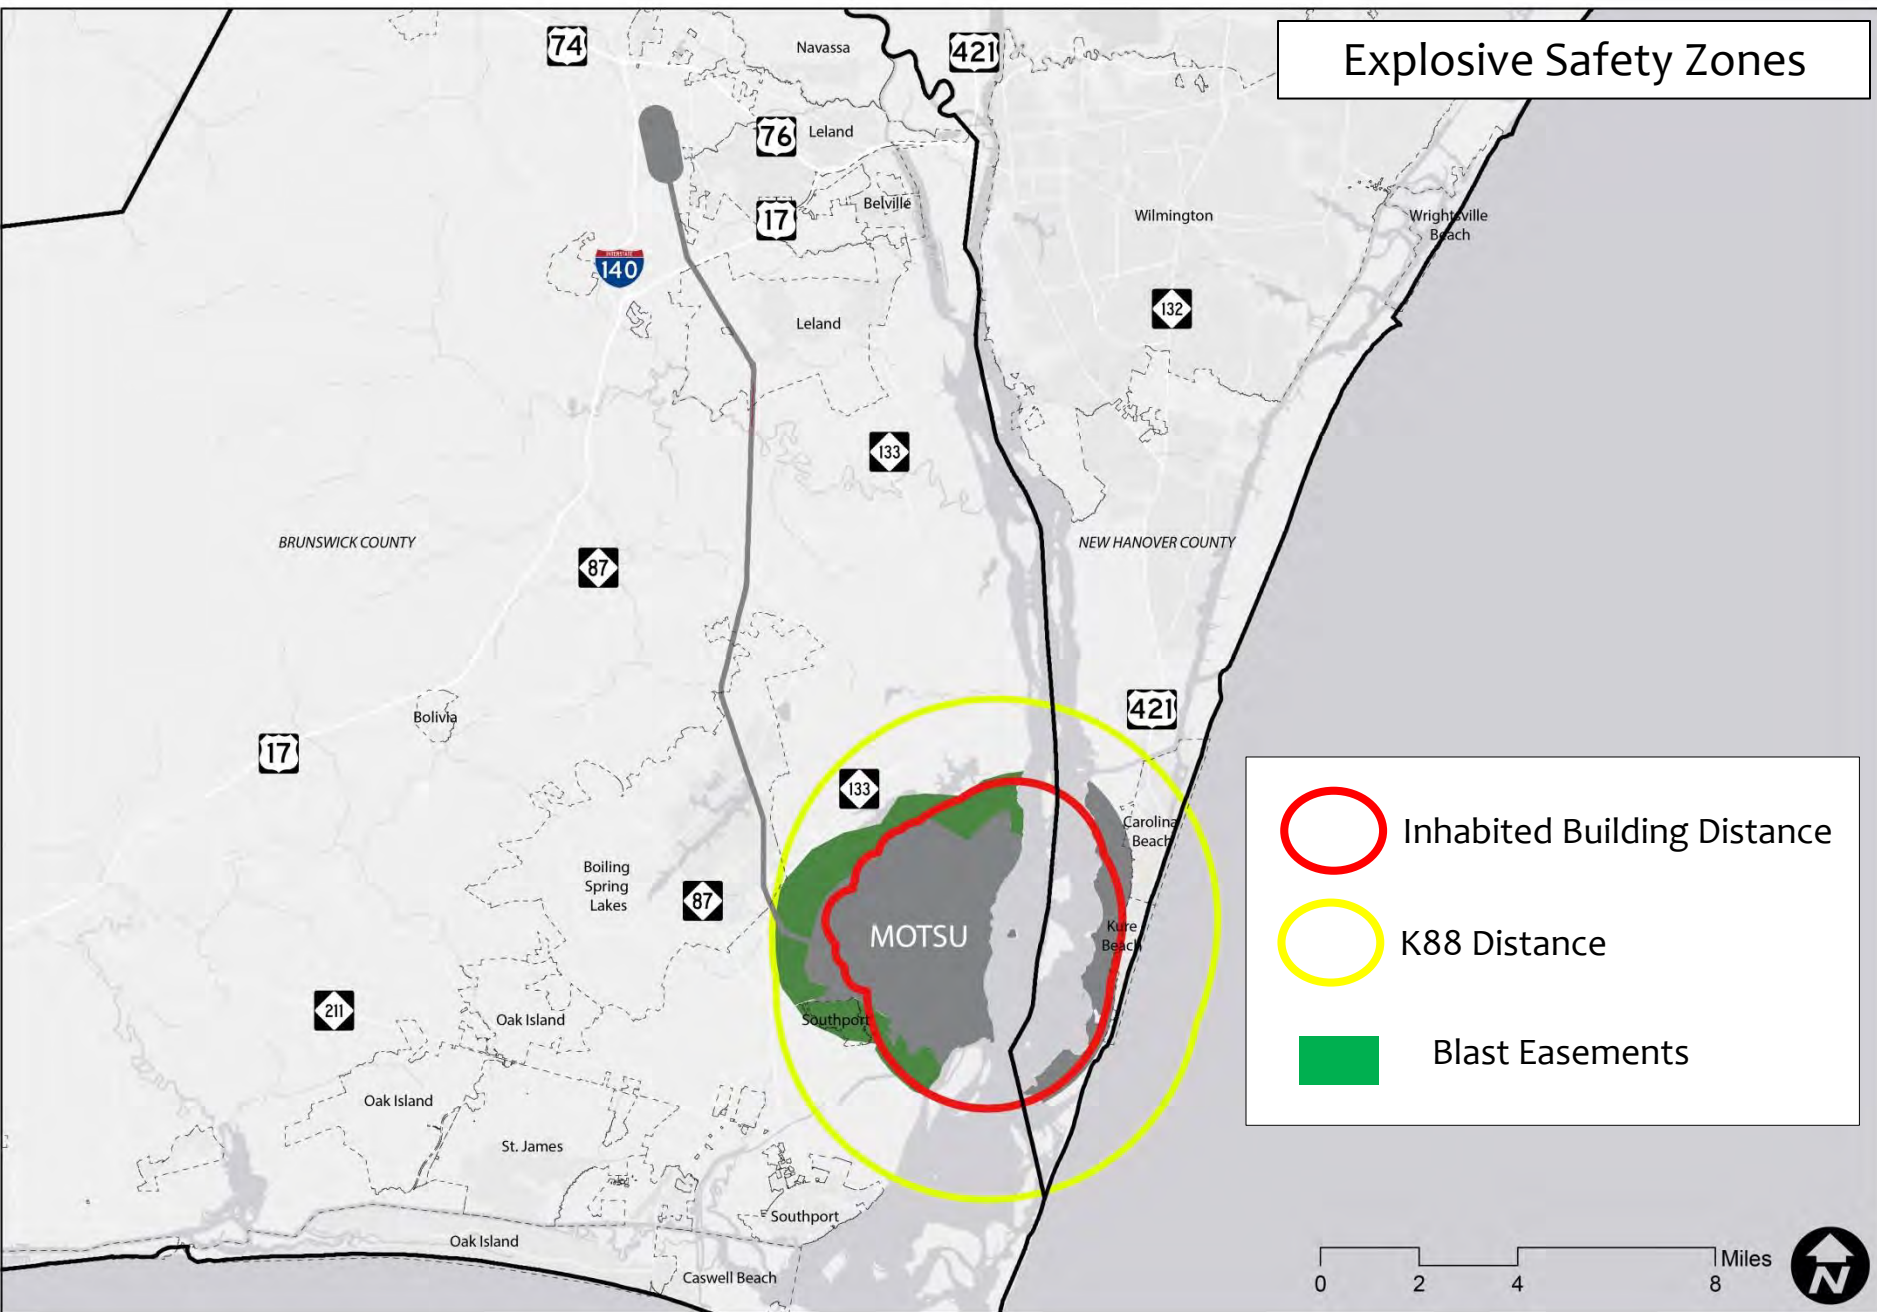 Explosive Safety Zones
74
Navassa
421
76
Leland
17
Belville
Wilmington
Wrightsville
Beach
INTERSTATE
140
132
Leland
133
BRUNSWICK COUNTY
NEW HANOVER COUNTY
87
Bolivia
421
17
133
Carolina
Beach
Boiling
Spring
Lakes
87
MOTSU
Kure
Beach
211
Oak Island
Southport
Oak Island
St. James
Southport
Oak Island
Caswell Beach
Inhabited Building Distance
K88 Distance
Blast Easements
Miles
0 2 4 8
N